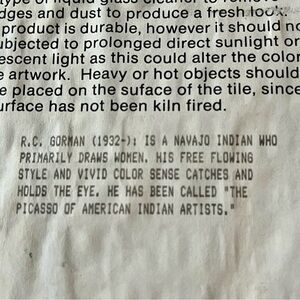 type of liquid glass cleaner to remove
dges and dust to produce a fresh look.
product is durable, however it should no
ubjected to prolonged direct sunlight or
escent light as this could alter the color
e artwork. Heavy or hot objects should
e placed on the suface of the tile, since
urface has not been kiln fired.
R.C. GORMAN (1932-): IS A NAVAJO INDIAN WHO
PRIMARILY DRAWS WOMEN. HIS FREE FLOWING
STYLE AND VIVID COLOR SENSE CATCHES AND
HOLDS THE EYE. HE HAS BEEN CALLED "THE
PICASSO OF AMERICAN INDIAN ARTISTS."